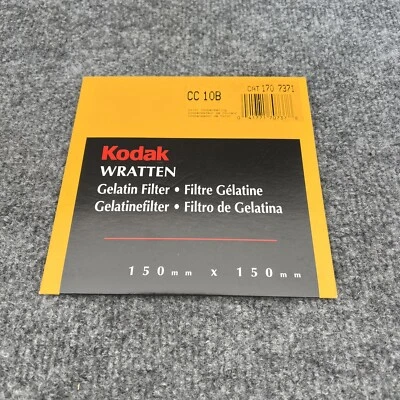 CC 10B
CAT 170 7371
Kodak
WRATTEN
Gelatin Filter • Filtre Gélatine
Gelatinefilter • Filtro de Gelatina
150mm x 150mm